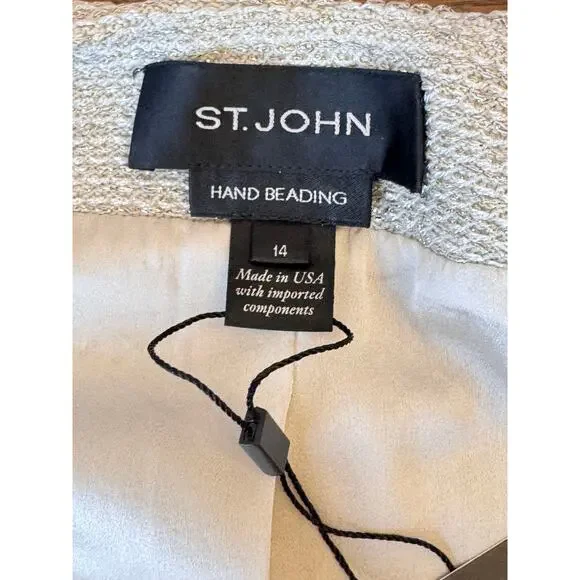 ST. JOHN
HAND BEADING
14
Made in USA
with imported
components